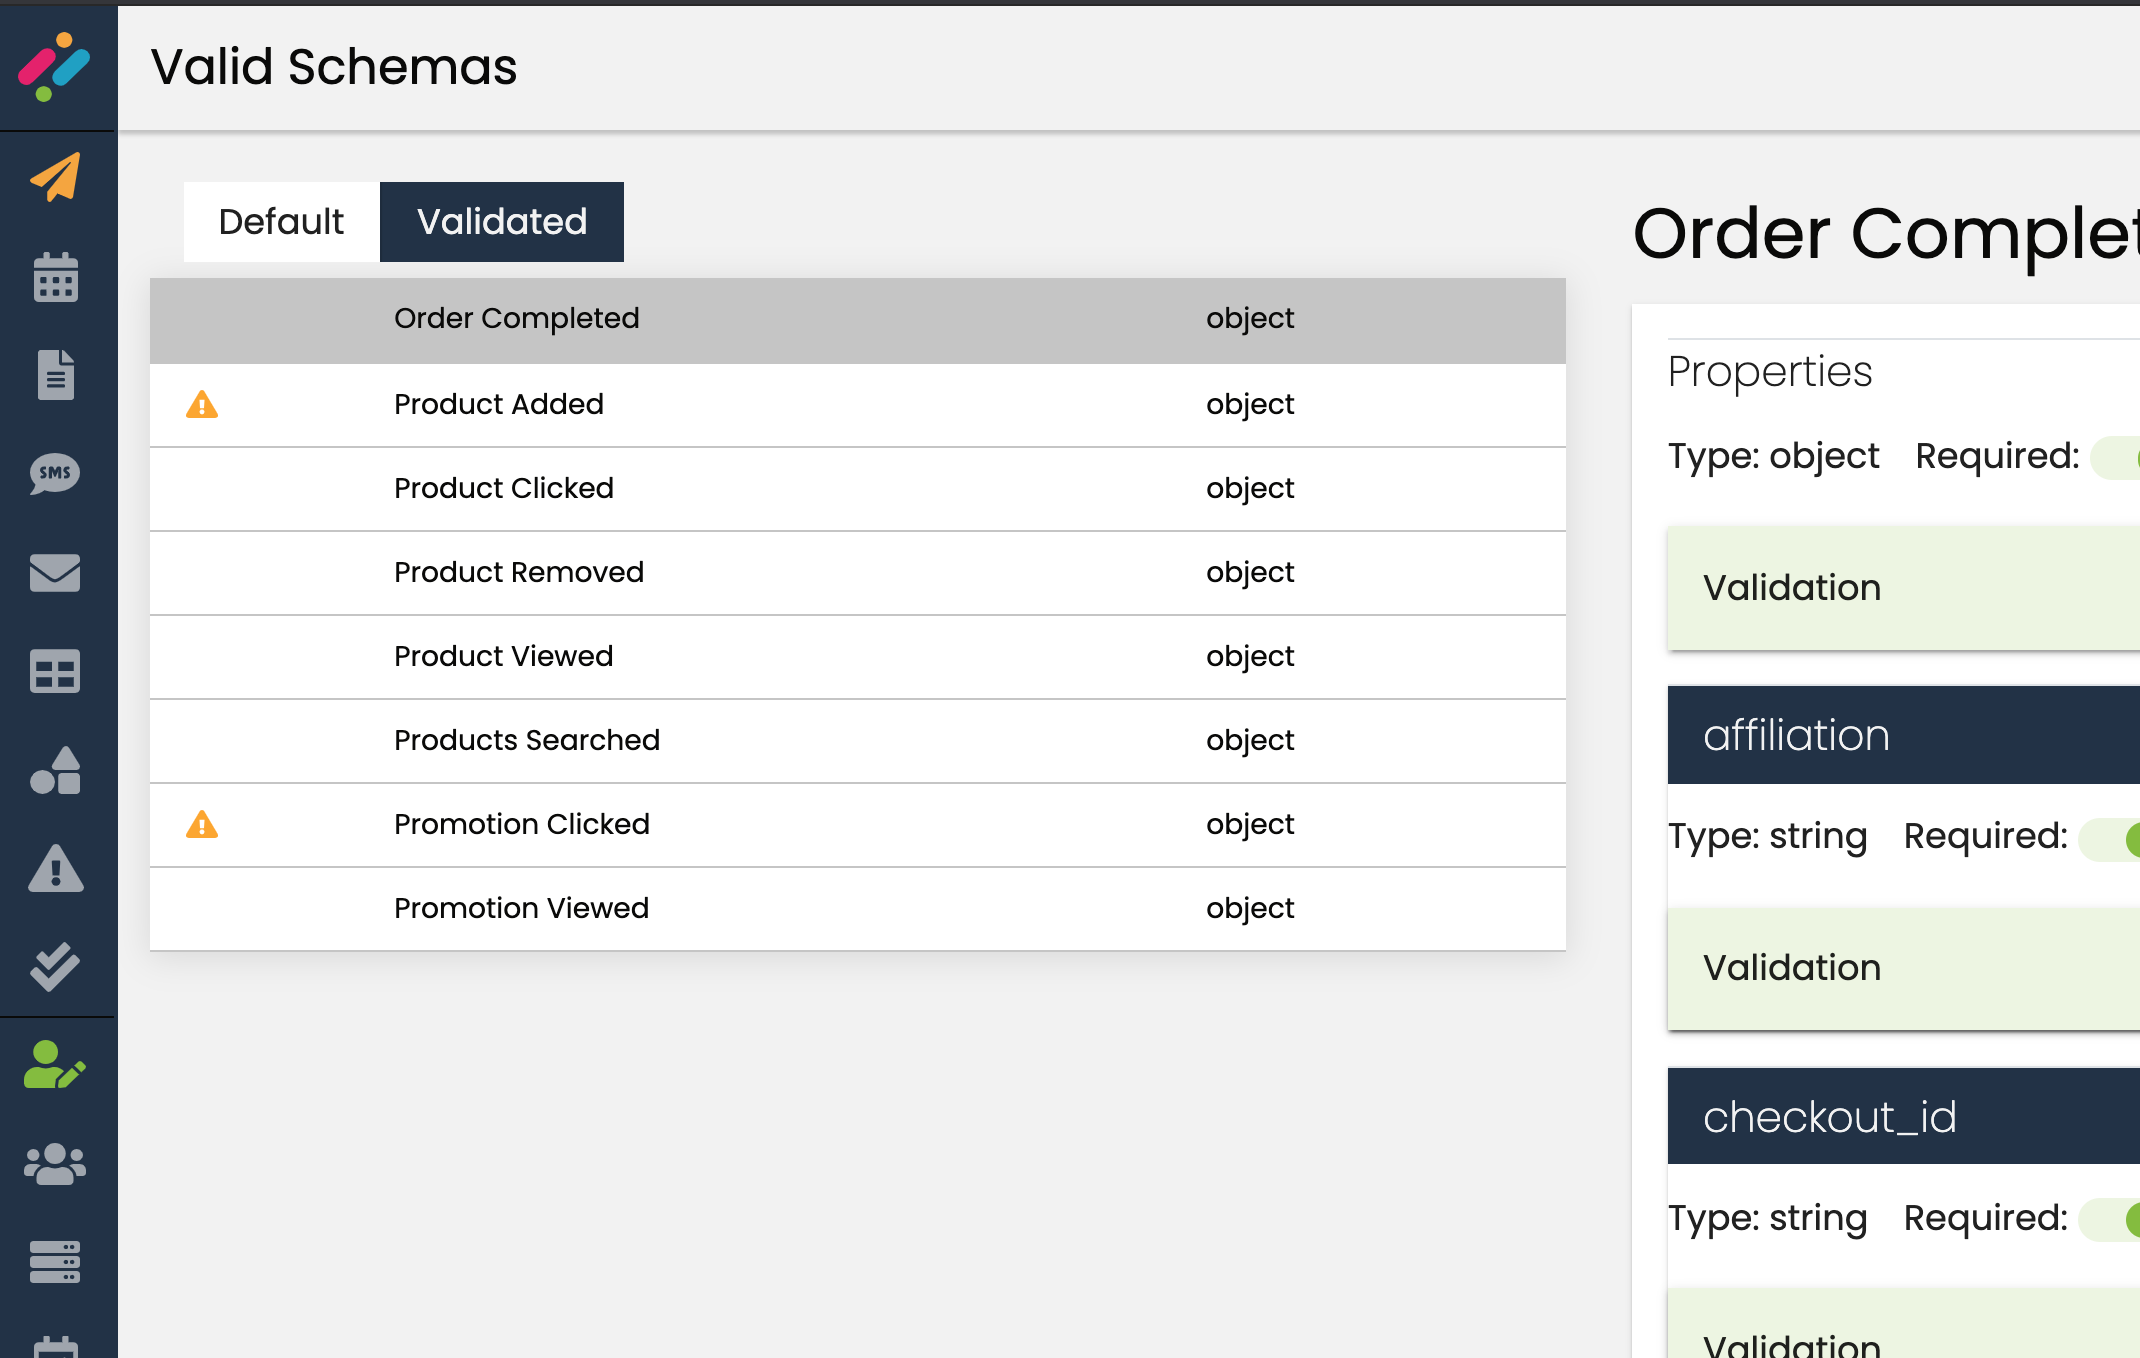 Valid Schemas
SMS
Default Validated
Order Completed object
Product Added object
Product Clicked object
Product Removed object
Product Viewed object
Products Searched object
Promotion Clicked object
Promotion Viewed object
Order Complet
Properties
Type: object Required:
Validation
affiliation
Type: string Required:
Validation
checkout_id
Type: string Required:
Validation